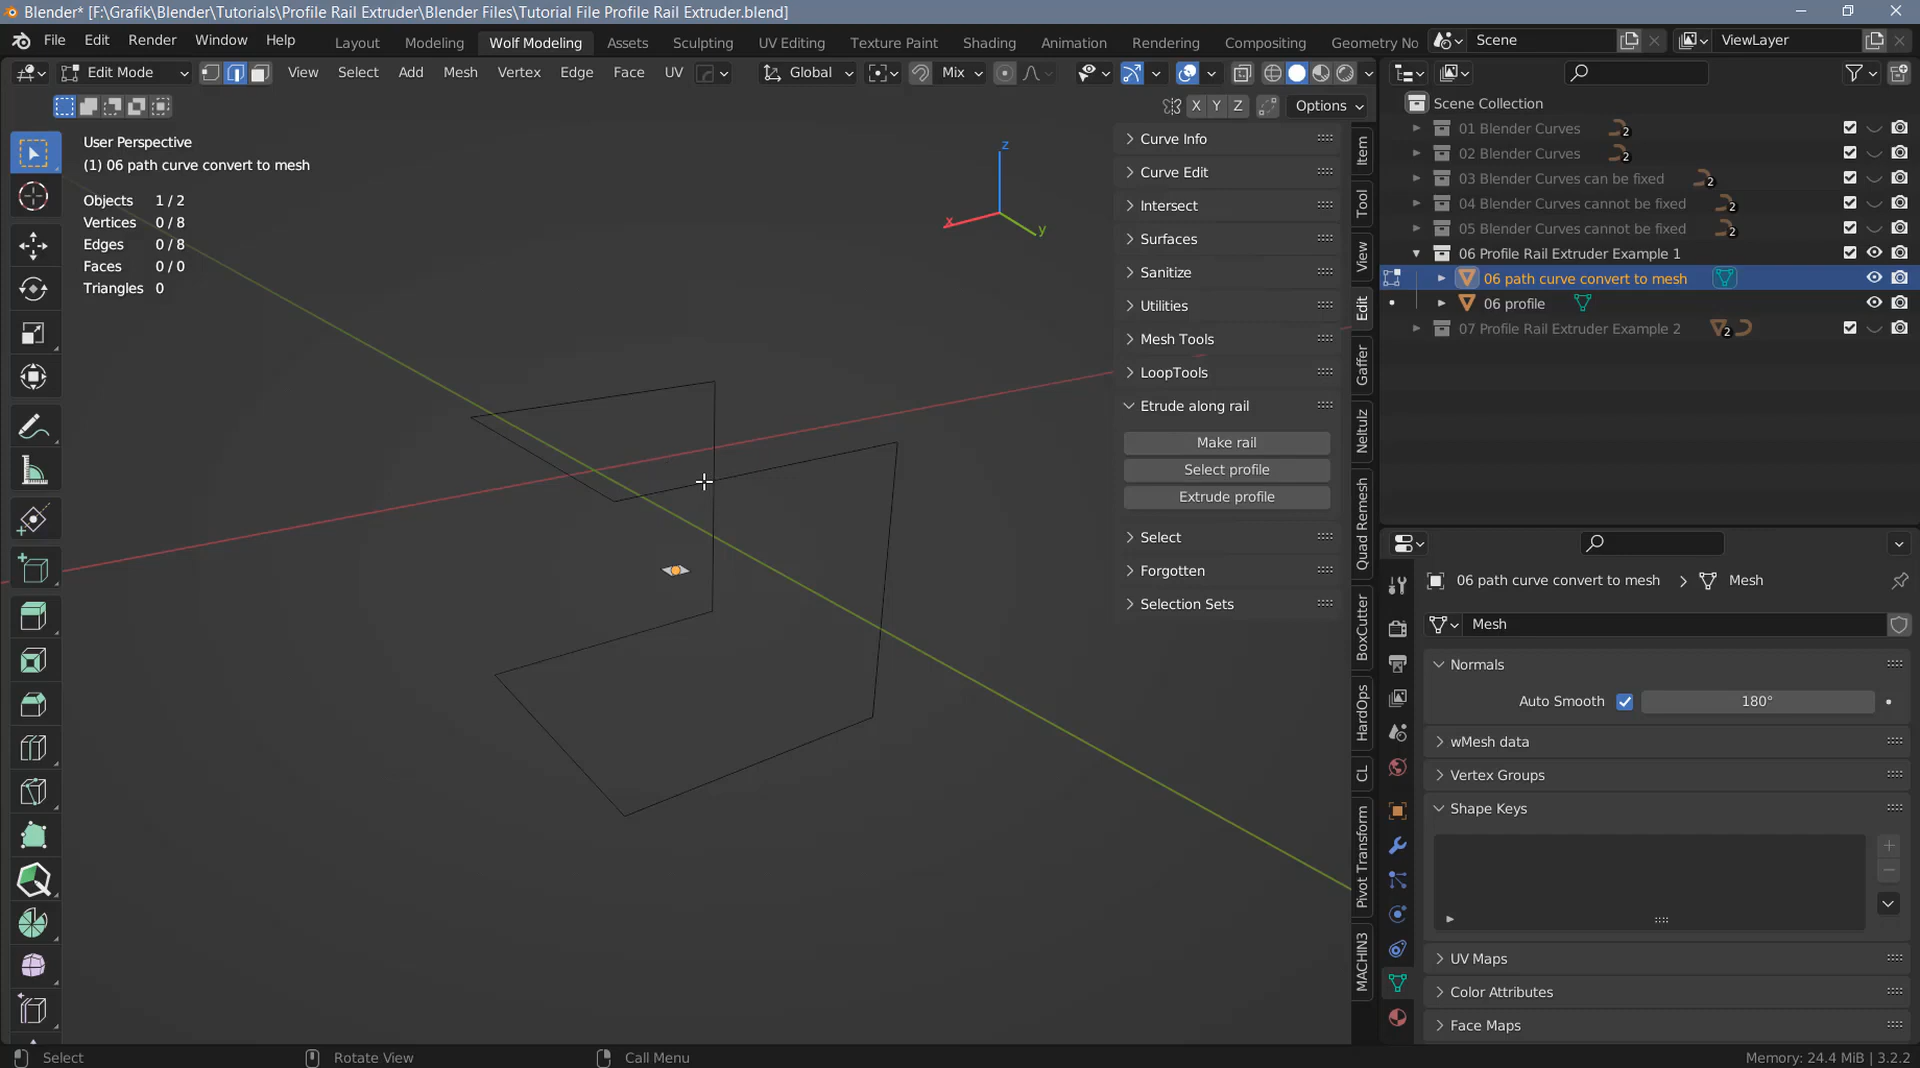 Blender* [F:\Grafik\Blender\Tutorials\Profile Rail Extruder\Blender Files\Tutorial File Profile Rail Extruder.blend]
File Edit Render Window Help Layout Modeling Wolf Modeling Assets Sculpting UV Editing Texture Paint Shading Animation Rendering Compositing Geometry No Scene ViewLayer
Edit Mode View Select Add Mesh Vertex Edge Face UV Global Mix
X Y Z Options
User Perspective
(1) 06 path curve convert to mesh
Objects 1 / 2
Vertices 0 / 8
Edges 0 / 8
Faces 0 / 0
Triangles 0
z
x
y
Curve Info
Curve Edit
Intersect
Surfaces
Sanitize
Utilities
Mesh Tools
LoopTools
Etrude along rail
Make rail
Select profile
Extrude profile
Select
Forgotten
Selection Sets
Item
Tool
View
Edit
Gaffer
Neltulz
Quad Remesh
BoxCutter
HardOps
CL
Pivot Transform
MACHIN3
Scene Collection
01 Blender Curves 2
02 Blender Curves 2
03 Blender Curves can be fixed 2
04 Blender Curves cannot be fixed 2
05 Blender Curves cannot be fixed 2
06 Profile Rail Extruder Example 1
06 path curve convert to mesh
06 profile
07 Profile Rail Extruder Example 2 2
06 path curve convert to mesh Mesh
Mesh
Normals
Auto Smooth 180°
wMesh data
Vertex Groups
Shape Keys
UV Maps
Color Attributes
Face Maps
Select Rotate View Call Menu Memory: 24.4 MiB | 3.2.2